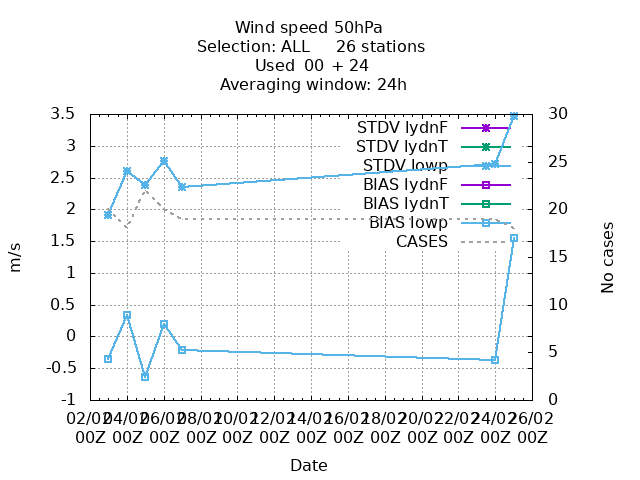 Wind speed 50hPa
Selection: ALL 26 stations
Used 00 + 24
Averaging window: 24h
3.5
3
2.5
2
1.5
1
0.5
0
-0.5
-1
m/s
30
25
20
15
10
5
0
No cases
STDV lydnF
STDV lydnT
STDV lowp
BIAS lydnF
BIAS lydnT
BIAS lowp
CASES
02/02 04/02 06/02 08/02 10/02 12/02 14/02 16/02 18/02 20/02 22/02 24/02 26/02
00Z 00Z 00Z 00Z 00Z 00Z 00Z 00Z 00Z 00Z 00Z 00Z 00Z
Date